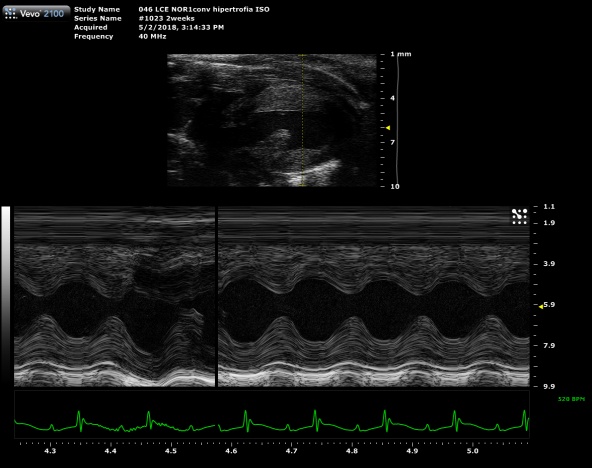 Vevo 2100
Study Name 046 LCE NOR1conv hipertrofia ISO
Series Name #1023 2weeks
Acquired 5/2/2018, 3:14:33 PM
Frequency 40 MHz
1 mm
4
7
10
1.1
1.9
3.9
5.9
7.9
9.9
520 BPM
4.3 4.4 4.5 4.6 4.7 4.8 4.9 5.0